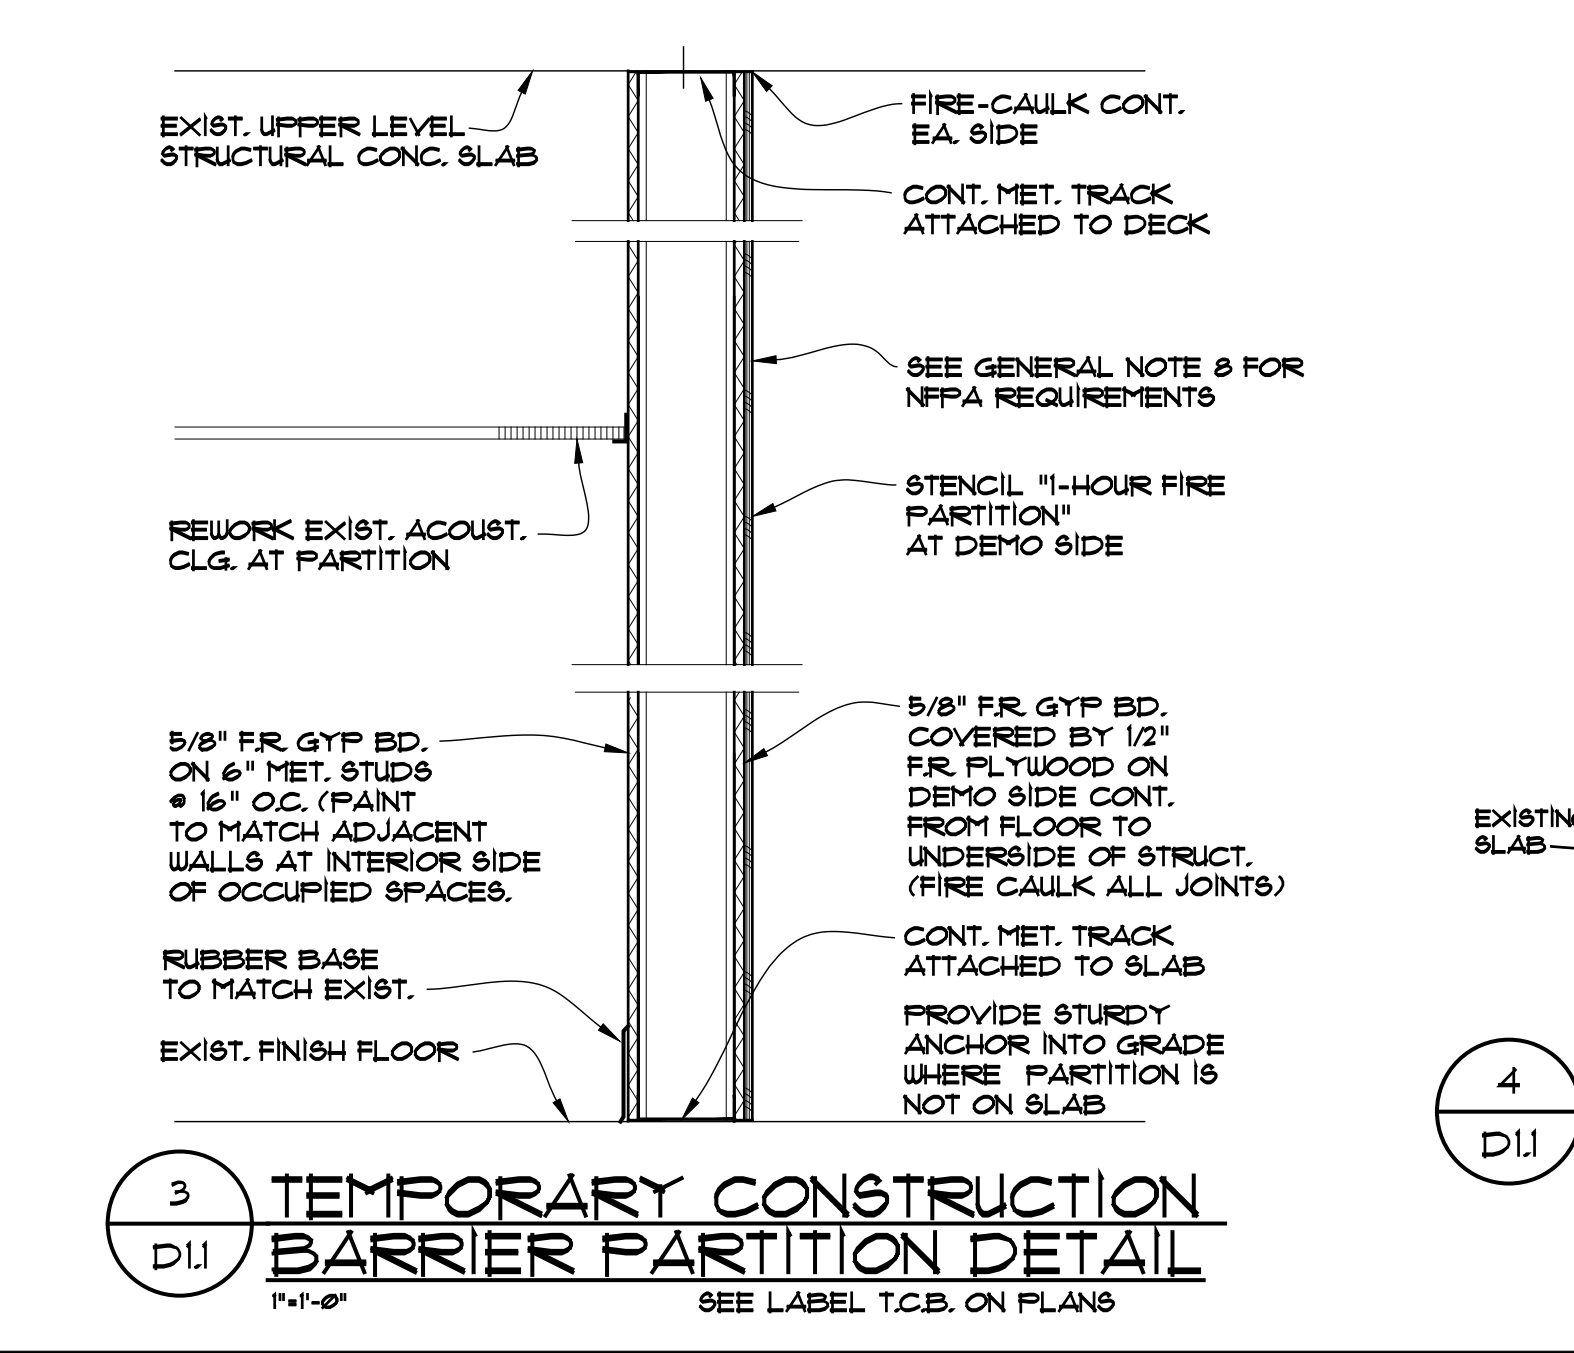 EXIST. UPPER LEVEL
STRUCTURAL CONC. SLAB
FIRE-CAULK CONT.
EA. SIDE
CONT. MET. TRACK
ATTACHED TO DECK
SEE GENERAL NOTE 8 FOR
NFPA REQUIREMENTS
STENCIL "1-HOUR FIRE
PARTITION"
AT DEMO SIDE
REWORK EXIST. ACOUST.
CLG. AT PARTITION
5/8" F.R. GYP BD.
ON 6" MET. STUDS
@ 16" O.C. (PAINT
TO MATCH ADJACENT
WALLS AT INTERIOR SIDE
OF OCCUPIED SPACES.
5/8" F.R. GYP BD.
COVERED BY 1/2"
F.R. PLYWOOD ON
DEMO SIDE CONT.
FROM FLOOR TO
UNDERSIDE OF STRUCT.
(FIRE CAULK ALL JOINTS)
RUBBER BASE
TO MATCH EXIST.
EXIST. FINISH FLOOR
CONT. MET. TRACK
ATTACHED TO SLAB
PROVIDE STURDY
ANCHOR INTO GRADE
WHERE PARTITION IS
NOT ON SLAB
3
D1.1
TEMPORARY CONSTRUCTION
BARRIER PARTITION DETAIL
1"=1'-0"
SEE LABEL T.C.B. ON PLANS
SLAB
4
D1.1